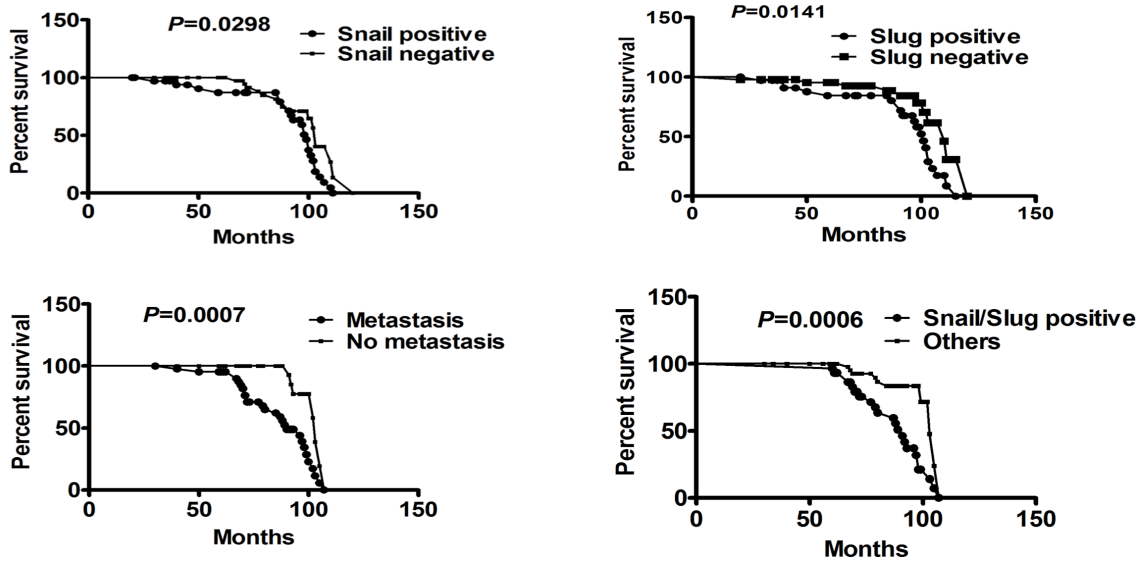 P=0.0298
Snail positive
Snail negative
Percent survival
150
100
50
0
0 50 100 150
Months
P=0.0141
Slug positive
Slug negative
Percent survival
150
100
50
0
0 50 100 150
Months
P=0.0007
Metastasis
No metastasis
Percent survival
150
100
50
0
0 50 100 150
Months
P=0.0006
Snail/Slug positive
Others
Percent survival
150
100
50
0
0 50 100 150
Months